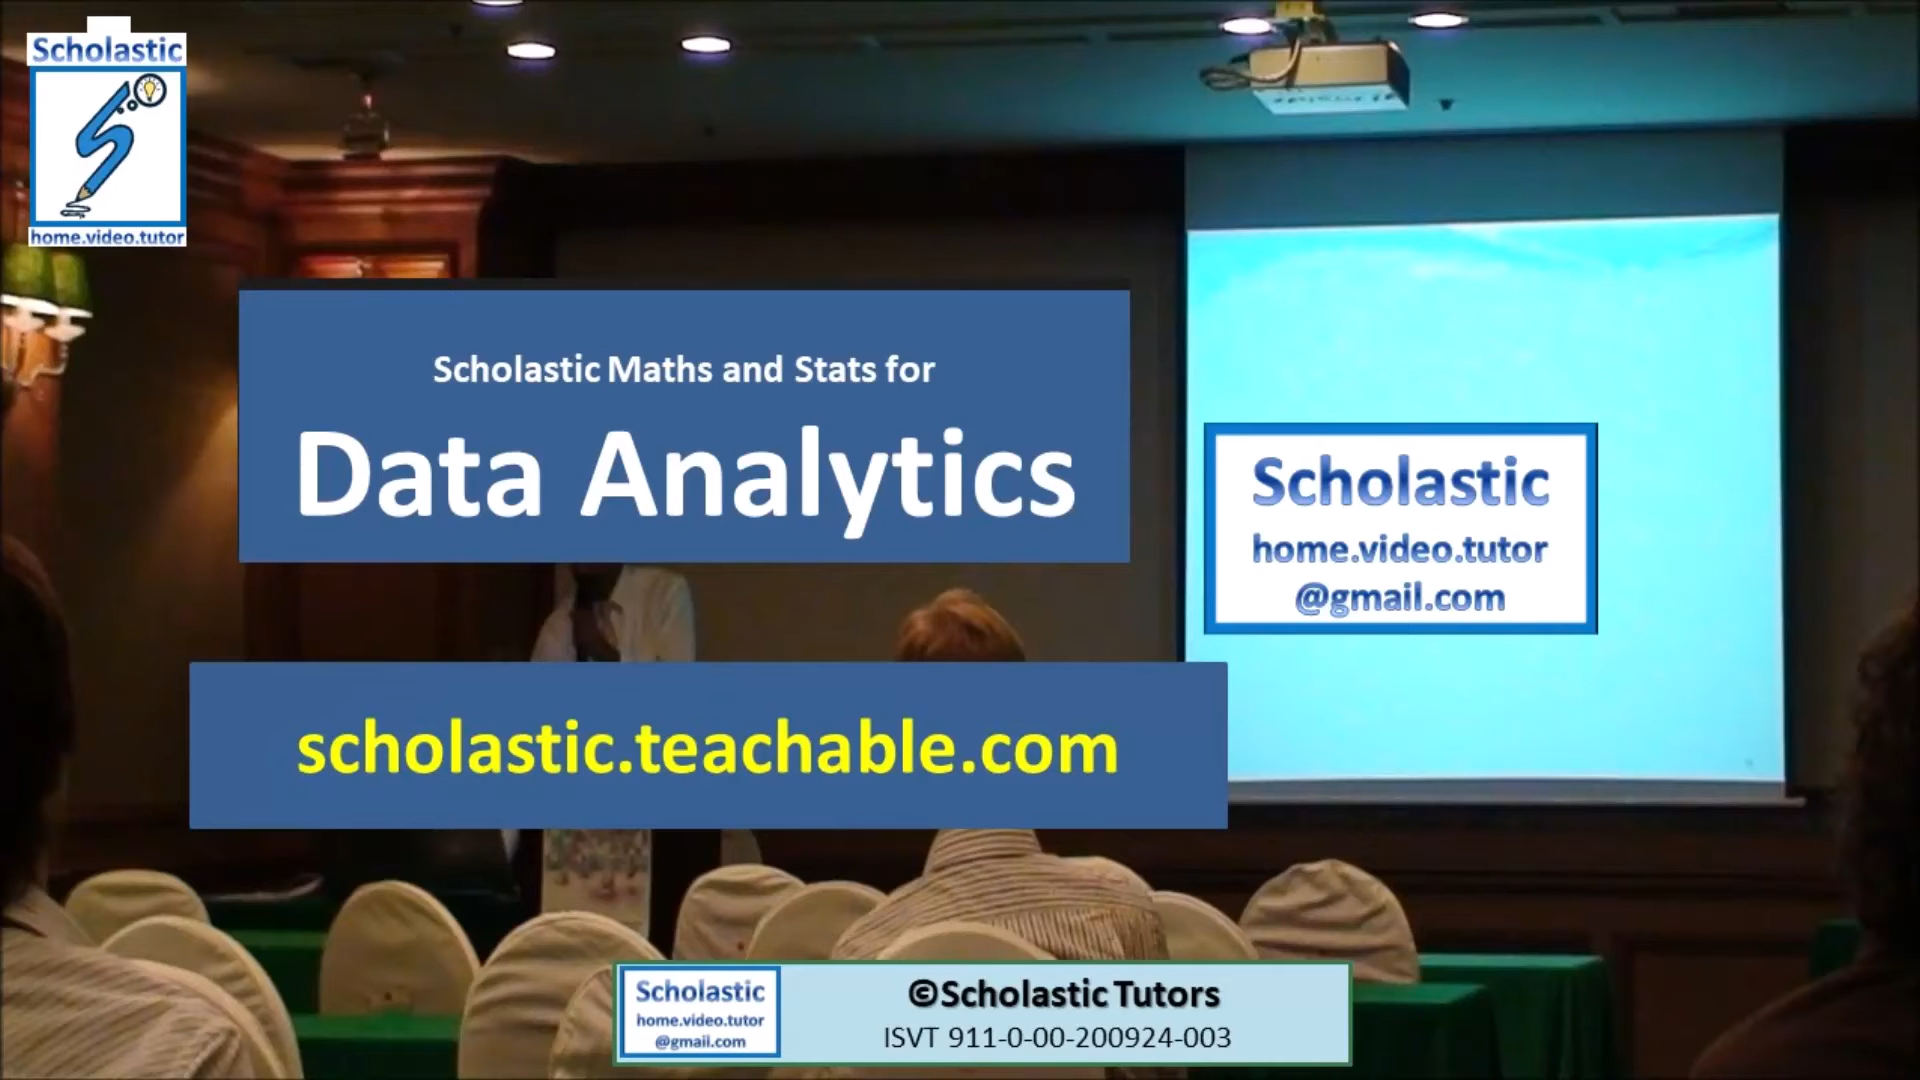 Scholastic
home.video.tutor
Scholastic Maths and Stats for
Data Analytics
Scholastic
home.video.tutor
@gmail.com
scholastic.teachable.com
Scholastic
home.video.tutor
@gmail.com
©Scholastic Tutors
ISVT 911-0-00-200924-003